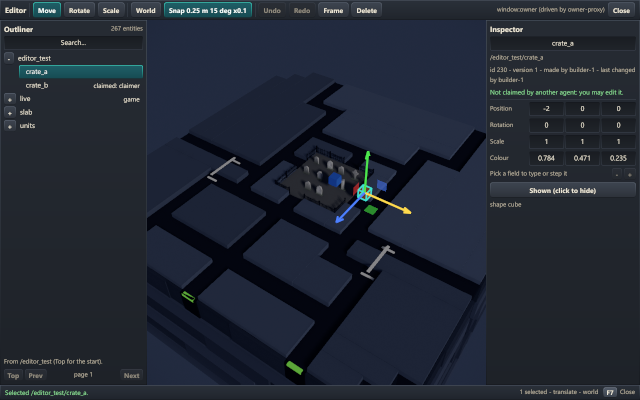 Editor Move Rotate Scale World Snap 0.25 m 15 deg x0.1 Undo Redo Frame Delete window:owner (driven by owner-proxy) Close
Outliner 267 entities
Search...
- editor_test
crate_a
crate_b claimed: claimer
+ live game
+ slab
+ units
From /editor_test (Top for the start).
Top Prev page 1 Next
Inspector
crate_a
/editor_test/crate_a
id 230 - version 1 - made by builder-1 - last changed
by builder-1
Not claimed by another agent; you may edit it.
Position -2 0 0
Rotation 0 0 0
Scale 1 1 1
Colour 0.784 0.471 0.235
Pick a field to type or step it - +
Shown (click to hide)
shape cube
Selected /editor_test/crate_a. 1 selected - translate - world F7 Close